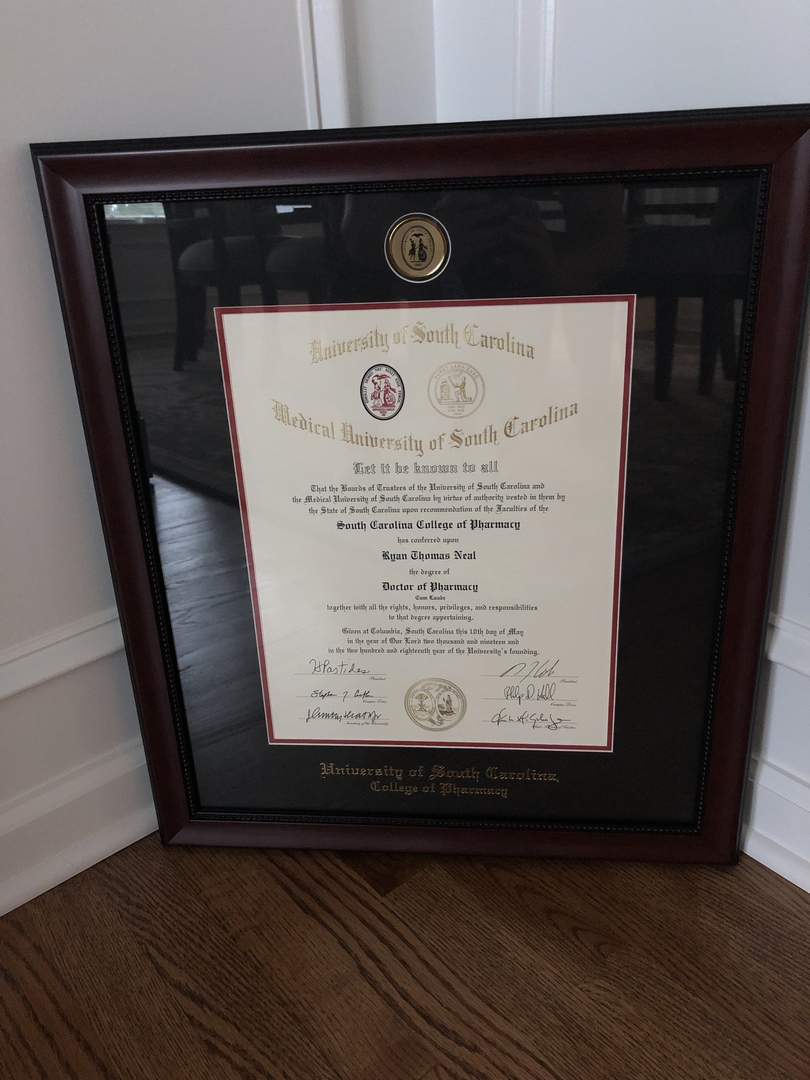 University of South Carolina
Medical University of South Carolina
Let it be known to all
That the Boards of Trustees of the University of South Carolina and
the Medical University of South Carolina by virtue of authority vested in them by
the State of South Carolina upon recommendation of the Faculties of the
South Carolina College of Pharmacy
has conferred upon
Ryan Thomas Neal
the degree of
Doctor of Pharmacy
Cum Laude
together with all the rights, honors, privileges, and responsibilities
to that degree appertaining.
Given at Columbia, South Carolina this 10th day of May
in the year of Our Lord two thousand and nineteen and
in the two hundred and eighteenth year of the University's founding.
President
President
Campus Dean
Campus Dean
University of South Carolina
College of Pharmacy